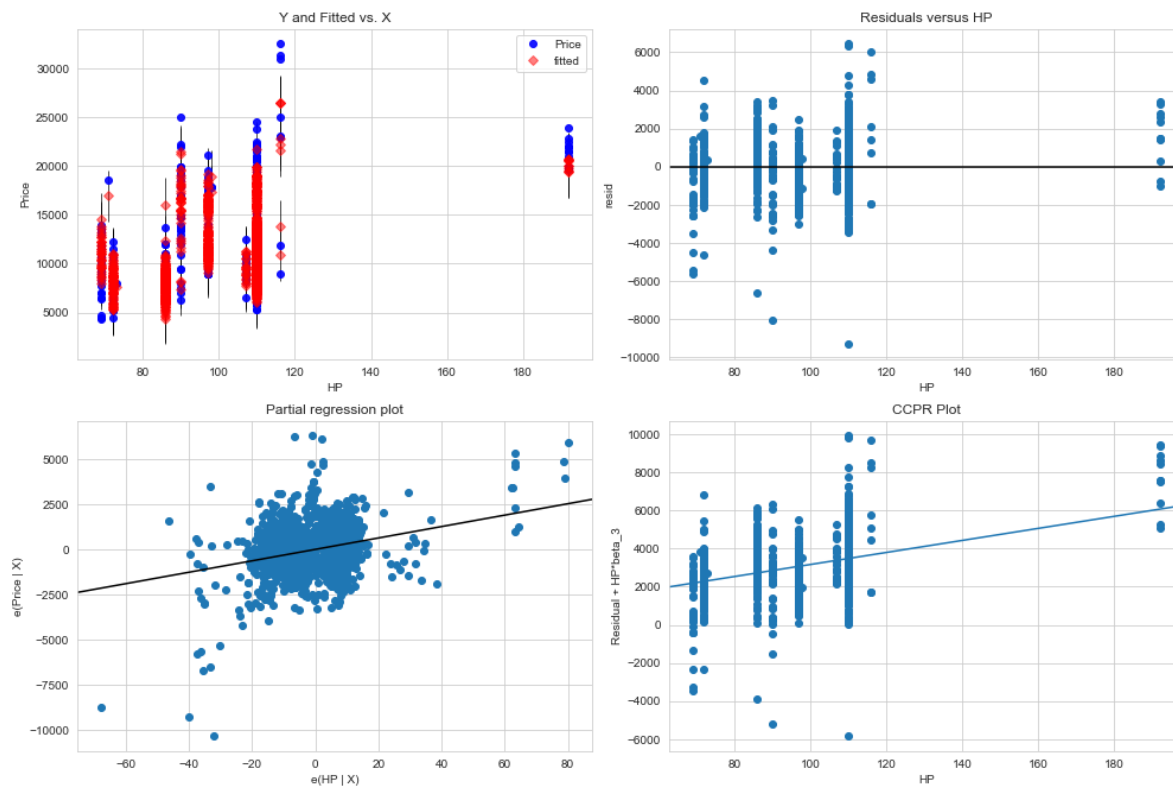 Y and Fitted vs. X
Price
fitted
30000
25000
20000
15000
10000
5000
Price
80 100 120 140 160 180
HP
Residuals versus HP
6000
4000
2000
0
−2000
−4000
−6000
−8000
−10000
resid
80 100 120 140 160 180
HP
Partial regression plot
5000
2500
0
−2500
−5000
−7500
−10000
e(Price | X)
−60 −40 −20 0 20 40 60 80
e(HP | X)
CCPR Plot
10000
8000
6000
4000
2000
0
−2000
−4000
−6000
Residual + HP*beta_3
80 100 120 140 160 180
HP